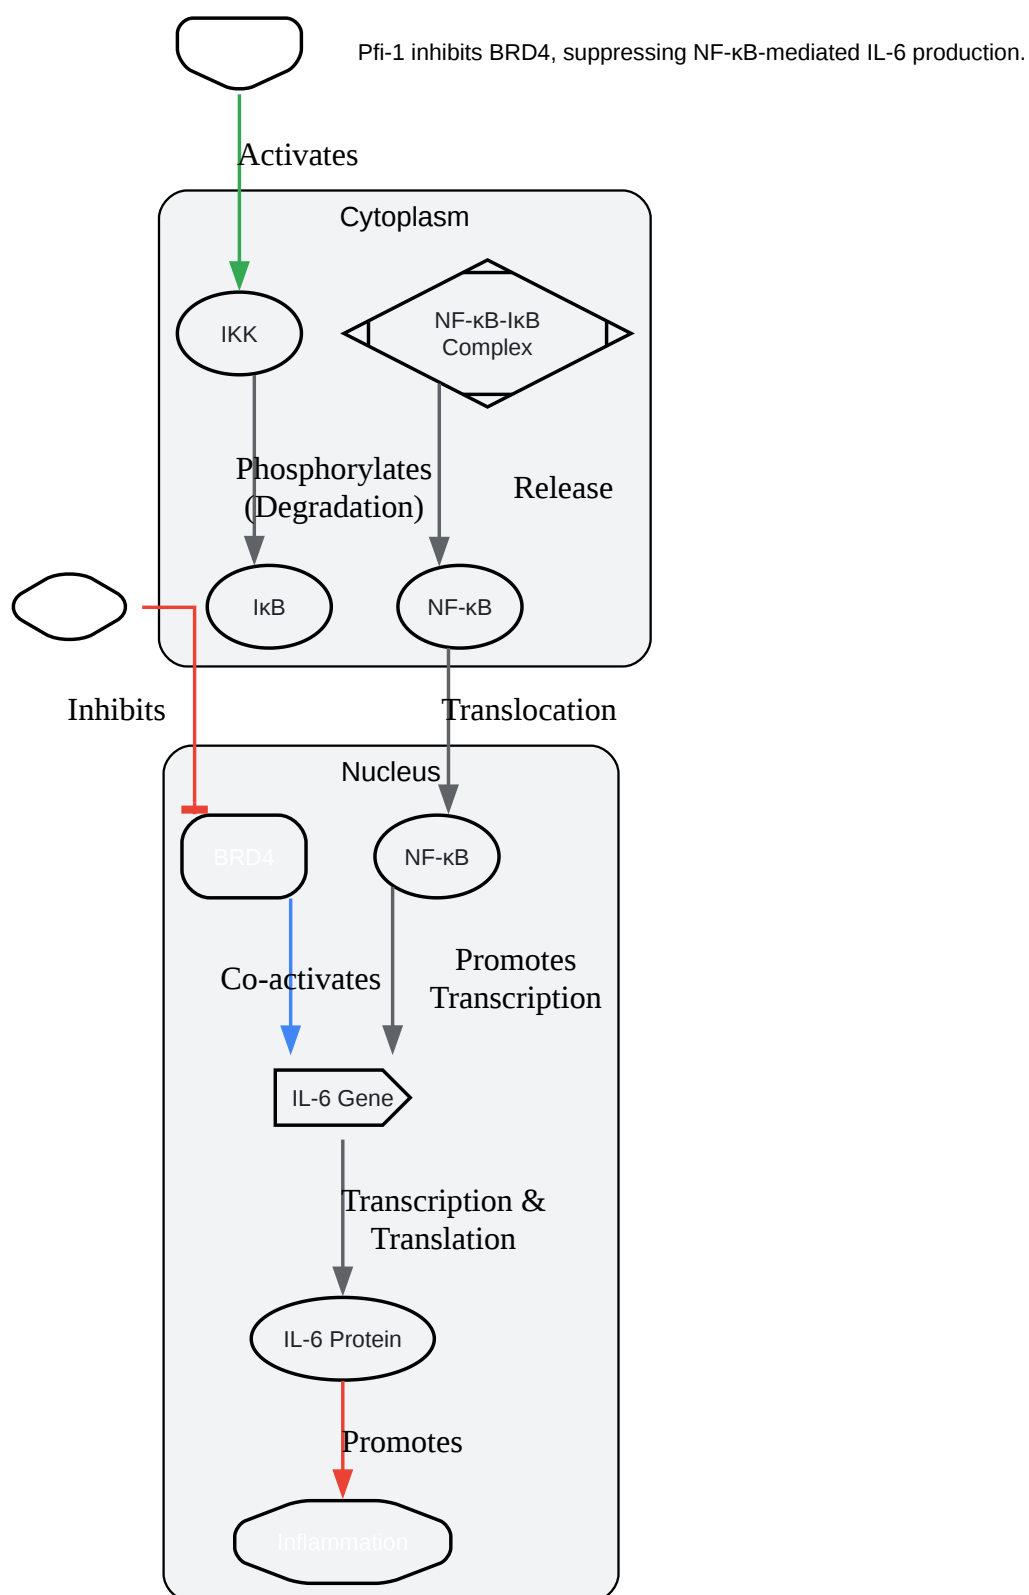 Pfi-1 inhibits BRD4, suppressing NF-κB-mediated IL-6 production.
Activates
Cytoplasm
IKK
NF-κB-IκB
Complex
Phosphorylates
(Degradation)
Release
IκB
NF-κB
Inhibits
Translocation
Nucleus
BRD4
NF-κB
Co-activates
Promotes
Transcription
IL-6 Gene
Transcription &
Translation
IL-6 Protein
Promotes
Inflammation